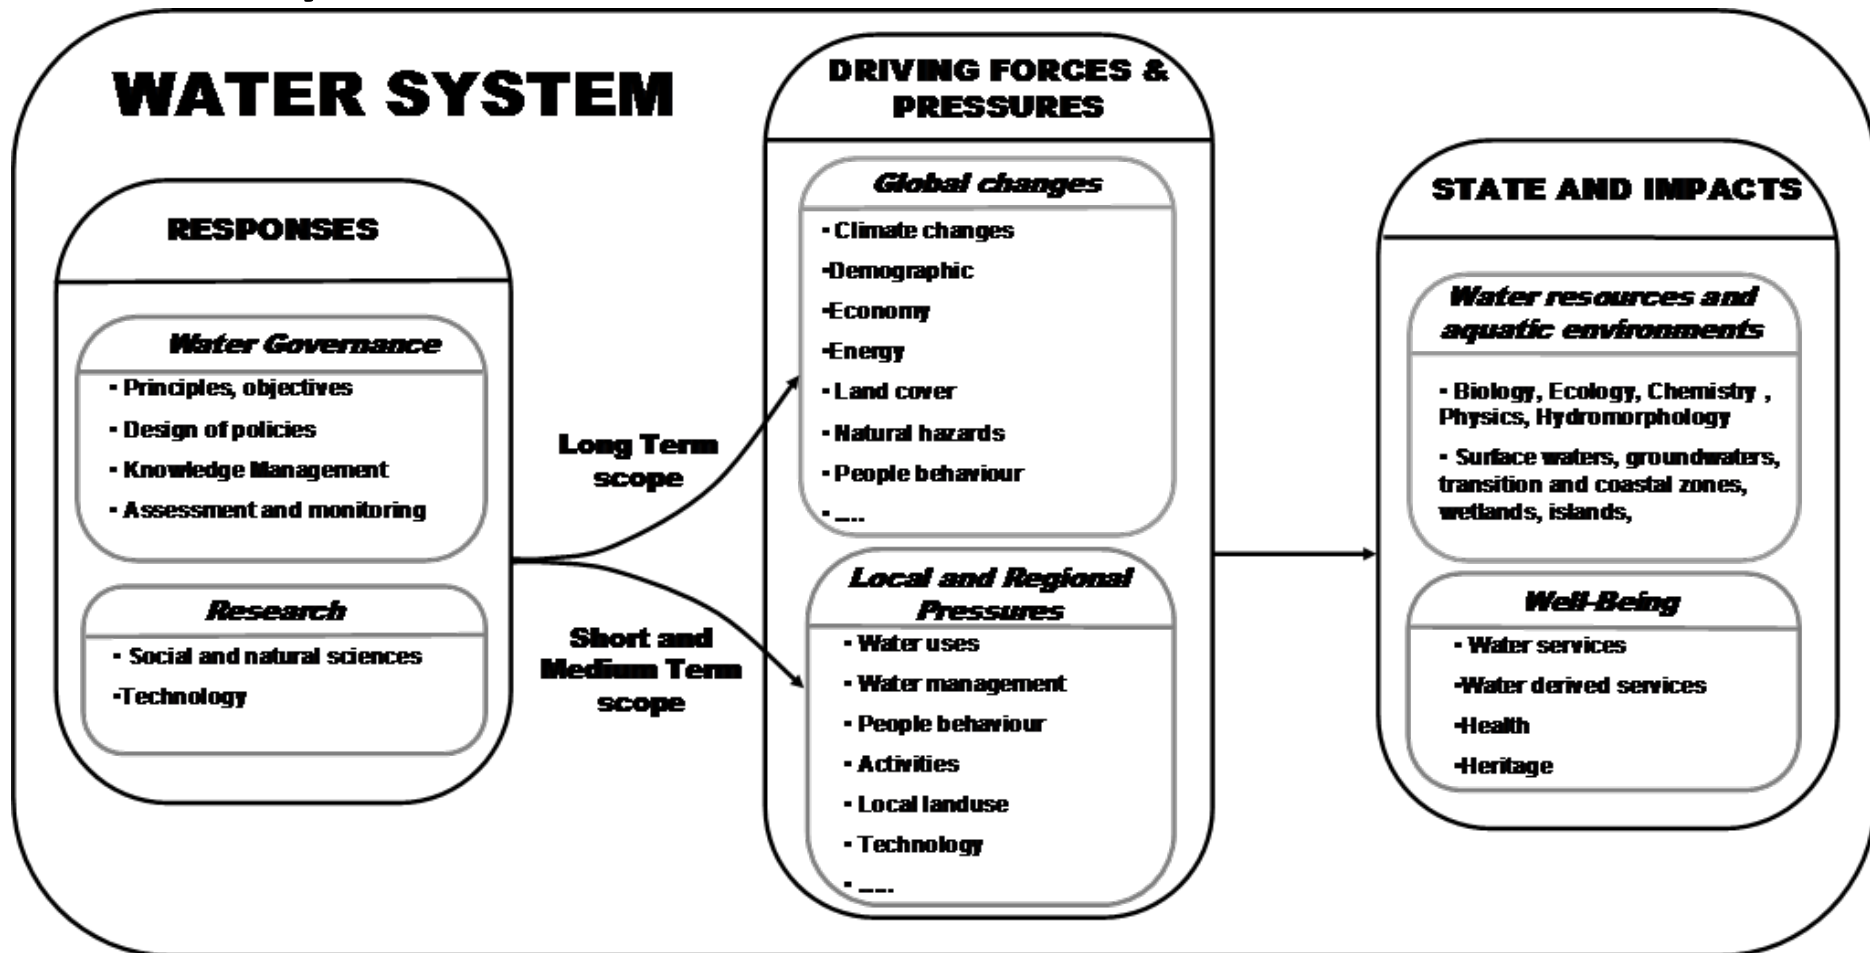 WATER SYSTEM
RESPONSES
Water Governance
- Principles, objectives
- Design of policies
- Knowledge Management
- Assessment and monitoring
Research
- Social and natural sciences
-Technology
Long Term
scope
Short and
Medium Term
scope
DRIVING FORCES &
PRESSURES
Global changes
- Climate changes
-Demographic
-Economy
-Energy
- Land cover
- Natural hazards
- People behaviour
- .....
Local and Regional
Pressures
- Water uses
- Water management
- People behaviour
- Activities
- Local landuse
- Technology
- .....
STATE AND IMPACTS
Water resources and
aquatic environments
- Biology, Ecology, Chemistry ,
Physics, Hydromorphology
- Surface waters, groundwaters,
transition and coastal zones,
wetlands, islands,
Well-Being
- Water services
-Water derived services
-Health
-Heritage